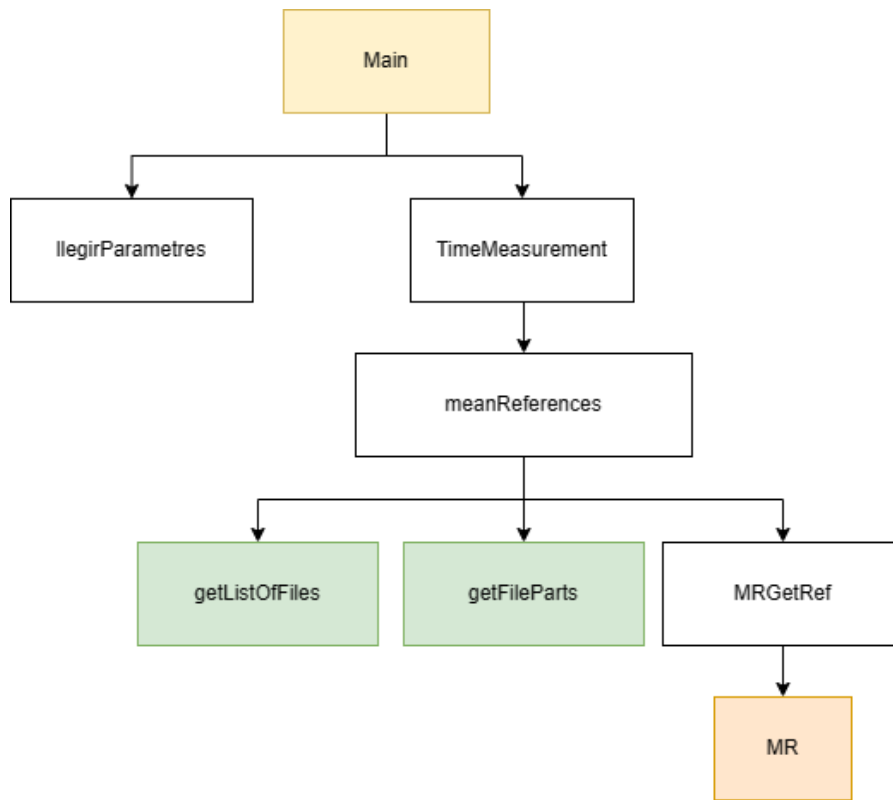 Main
llegirParametres
TimeMeasurement
meanReferences
getListOfFiles
getFileParts
MRGetRef
MR